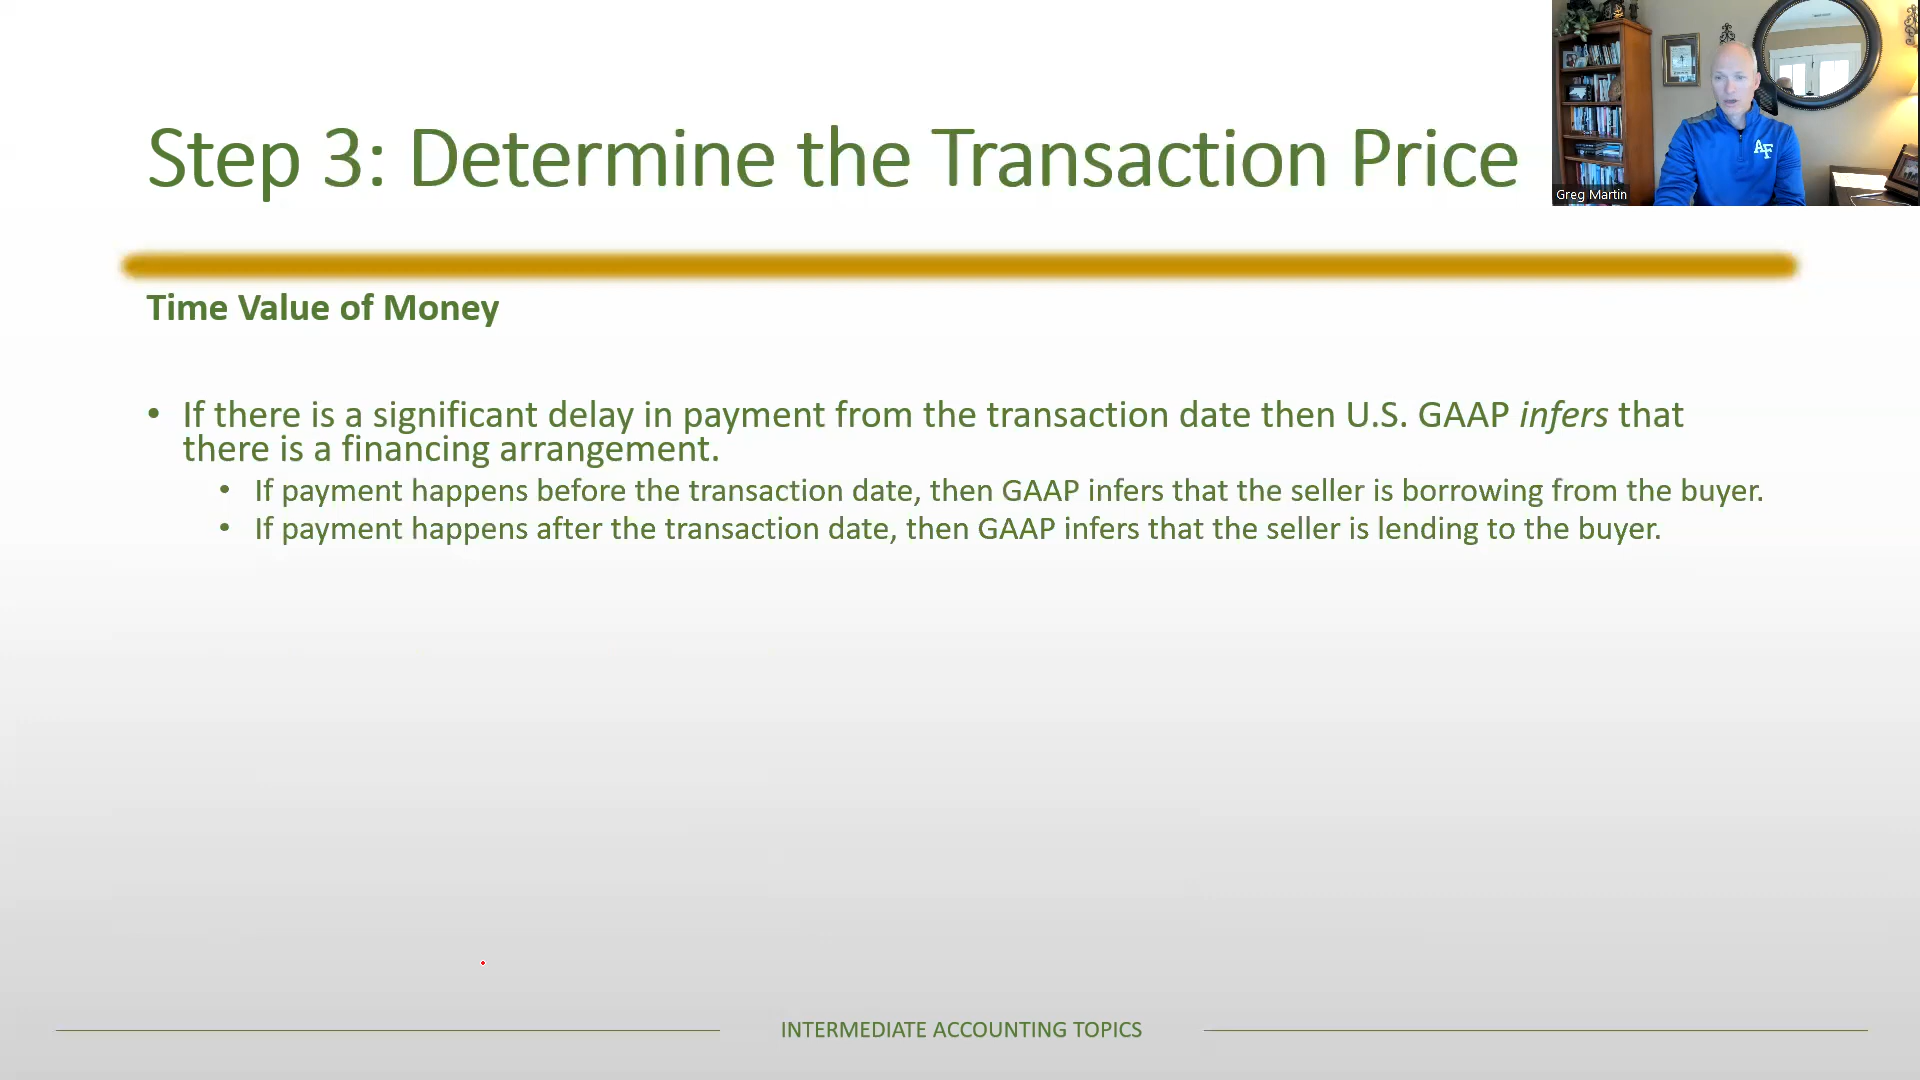 Step 3: Determine the Transaction Price
AF
Greg Martin
Time Value of Money
• If there is a significant delay in payment from the transaction date then U.S. GAAP infers that
there is a financing arrangement.
• If payment happens before the transaction date, then GAAP infers that the seller is borrowing from the buyer.
• If payment happens after the transaction date, then GAAP infers that the seller is lending to the buyer.
INTERMEDIATE ACCOUNTING TOPICS